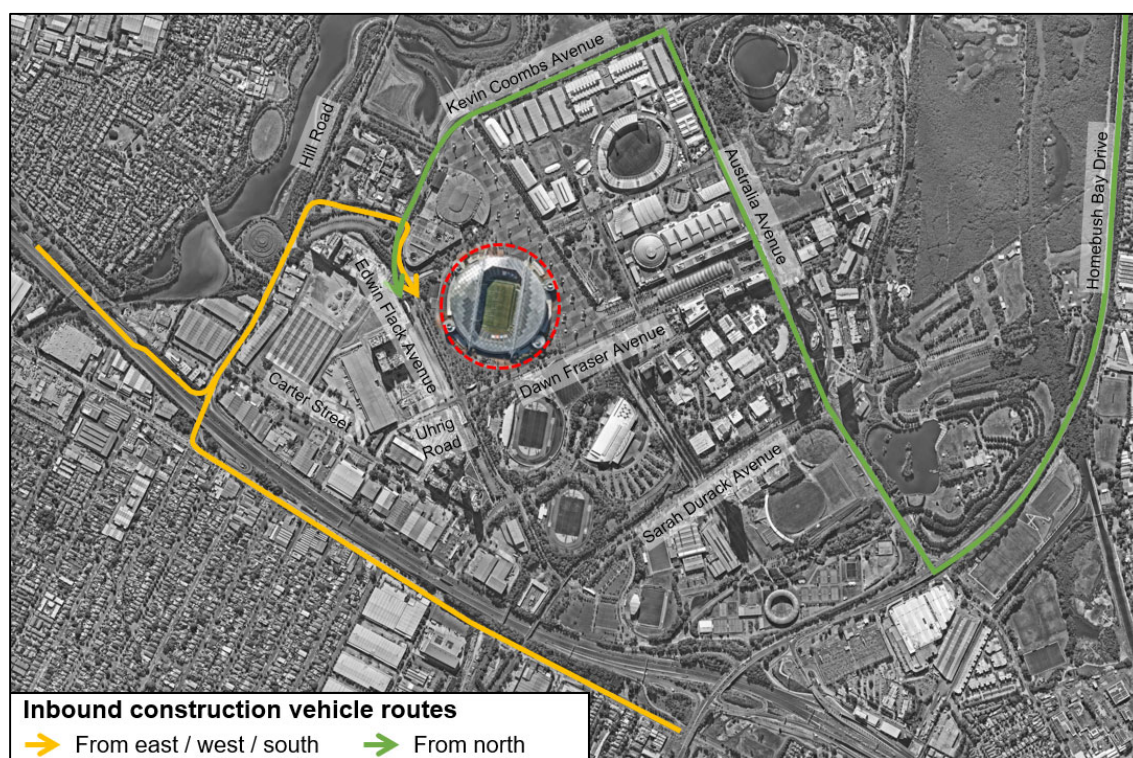 Kevin Coombs Avenue
Hill Road
Australia Avenue
Homebush Bay Drive
Edwin Flack Avenue
Dawn Fraser Avenue
Carter Street
Uhrig
Road
Sarah Durack Avenue
Inbound construction vehicle routes
From east / west / south
From north